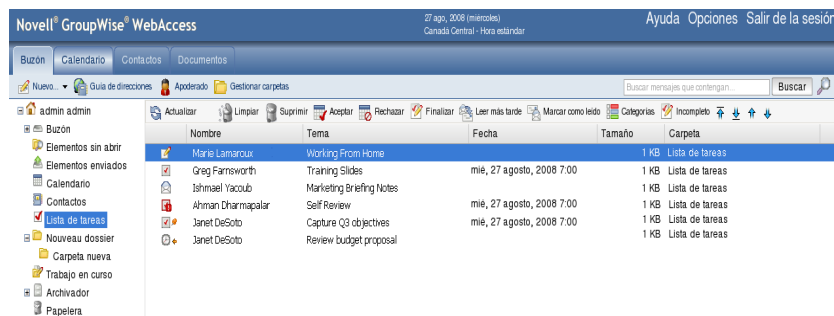 Novell® GroupWise® WebAccess
27 ago, 2008 (miércoles)
Canadá Central - Hora estándar
Ayuda Opciones Salir de la sesión
Buzón Calendario Contactos Documentos
Nuevo... Guía de direcciones Apoderado Gestionar carpetas Buscar mensajes que contengan... Buscar
admin admin
Buzón
Elementos sin abrir
Elementos enviados
Calendario
Contactos
Lista de tareas
Nouveau dossier
Carpeta nueva
Trabajo en curso
Archivador
Papelera
Actualizar Limpiar Suprimir Aceptar Rechazar Finalizar Leer más tarde Marcar como leído Categorías Incompleto
Nombre Tema Fecha Tamaño Carpeta
Marie Lamaroux Working From Home 1 KB Lista de tareas
Greg Farnsworth Training Slides mié, 27 agosto, 2008 7:00 1 KB Lista de tareas
Ishmael Yacoub Marketing Briefing Notes 1 KB Lista de tareas
Ahman Dharmapalar Self Review mié, 27 agosto, 2008 7:00 1 KB Lista de tareas
Janet DeSoto Capture Q3 objectives mié, 27 agosto, 2008 7:00 1 KB Lista de tareas
Janet DeSoto Review budget proposal 1 KB Lista de tareas